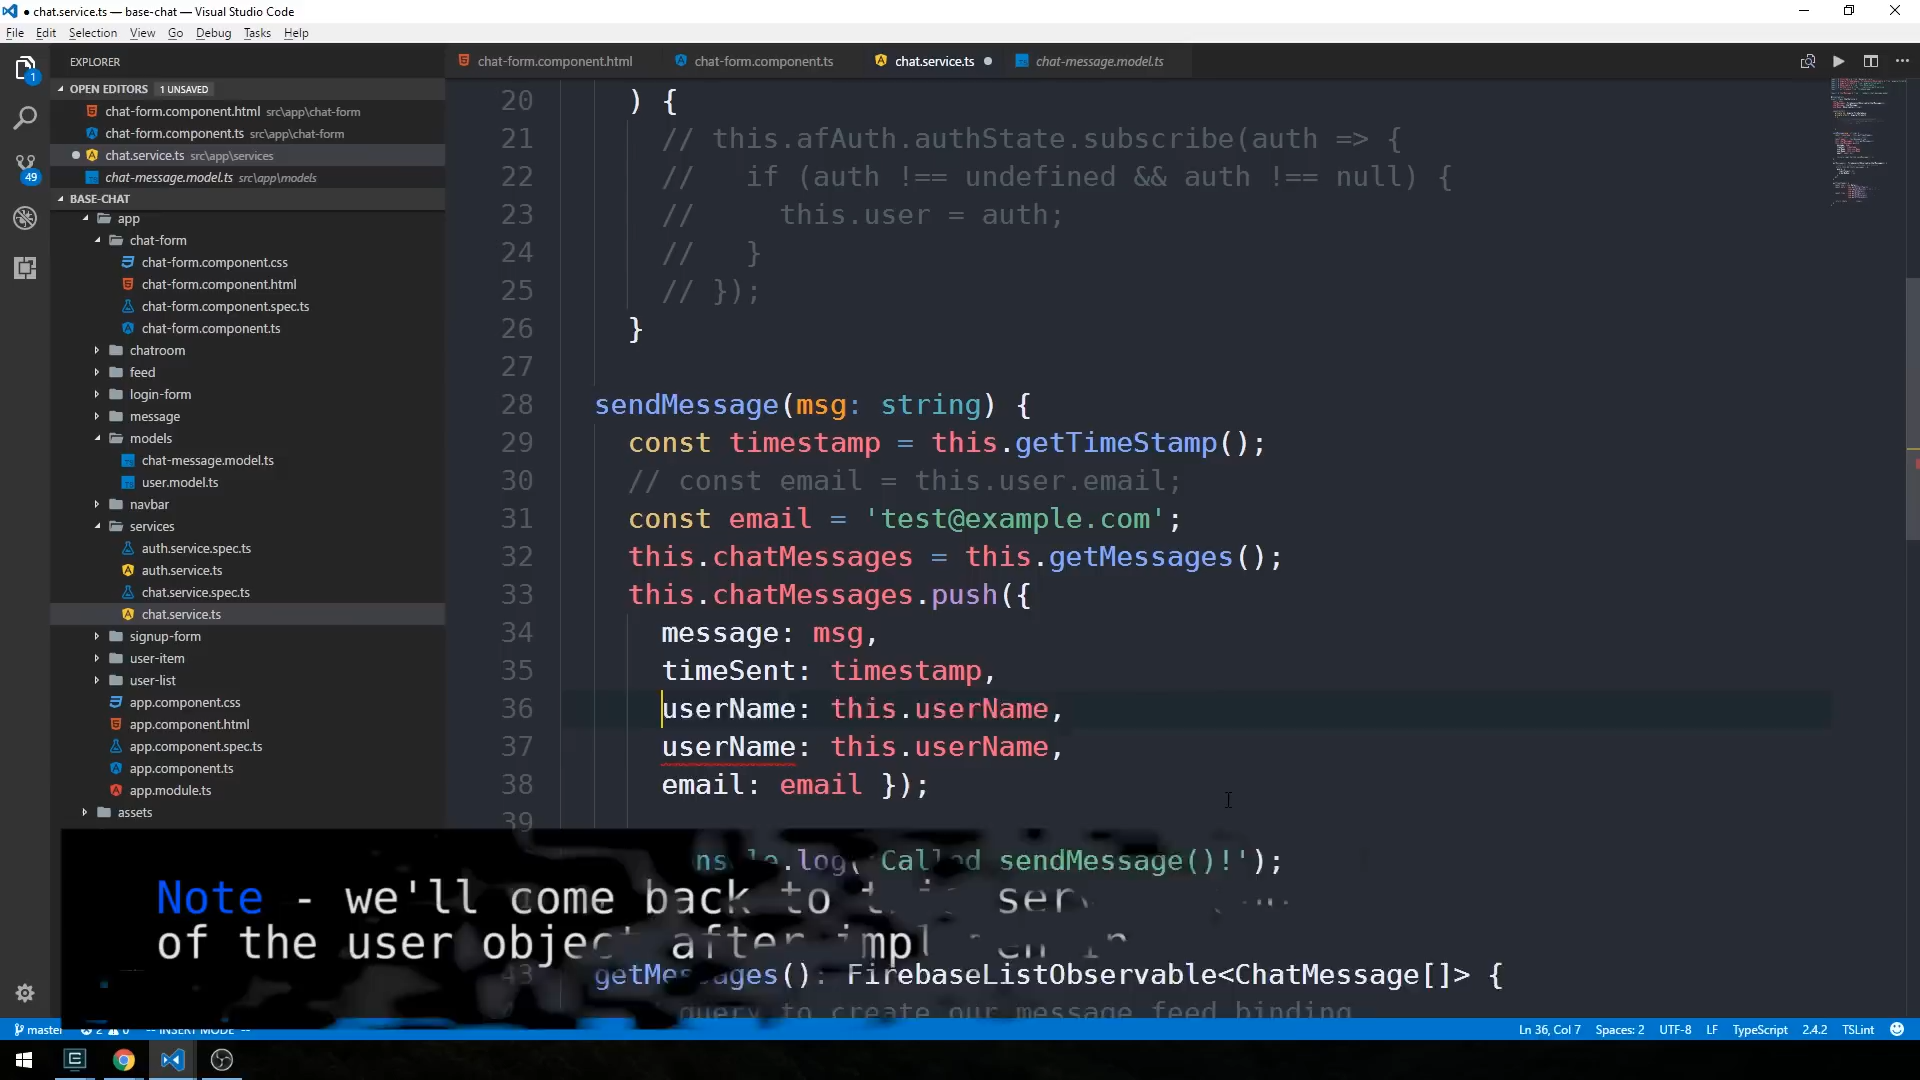 ● chat.service.ts — base-chat — Visual Studio Code
File Edit Selection View Go Debug Tasks Help
EXPLORER
chat-form.component.html chat-form.component.ts chat.service.ts ● chat-message.model.ts
OPEN EDITORS 1 UNSAVED
chat-form.component.html src\app\chat-form
chat-form.component.ts src\app\chat-form
chat.service.ts src\app\services
chat-message.model.ts src\app\models
1
49
BASE-CHAT
app
chat-form
chat-form.component.css
chat-form.component.html
chat-form.component.spec.ts
chat-form.component.ts
chatroom
feed
login-form
message
models
chat-message.model.ts
user.model.ts
navbar
services
auth.service.spec.ts
auth.service.ts
chat.service.spec.ts
chat.service.ts
signup-form
user-item
user-list
app.component.css
app.component.html
app.component.spec.ts
app.component.ts
app.module.ts
assets
20 ) {
21 // this.afAuth.authState.subscribe(auth => {
22 // if (auth !== undefined && auth !== null) {
23 // this.user = auth;
24 // }
25 // });
26 }
27
28 sendMessage(msg: string) {
29 const timestamp = this.getTimeStamp();
30 // const email = this.user.email;
31 const email = 'test@example.com';
32 this.chatMessages = this.getMessages();
33 this.chatMessages.push({
34 message: msg,
35 timeSent: timestamp,
36 userName: this.userName,
37 userName: this.userName,
38 email: email });
39
.log( Called sendMessage()!');
Note - we'll come back to
of the user object after
43 getMessages(): FirebaseListObservable<ChatMessage[]> {
query to create our message feed binding
master 2 0 -- INSERT MODE -- Ln 36, Col 7 Spaces: 2 UTF-8 LF TypeScript 2.4.2 TSLint